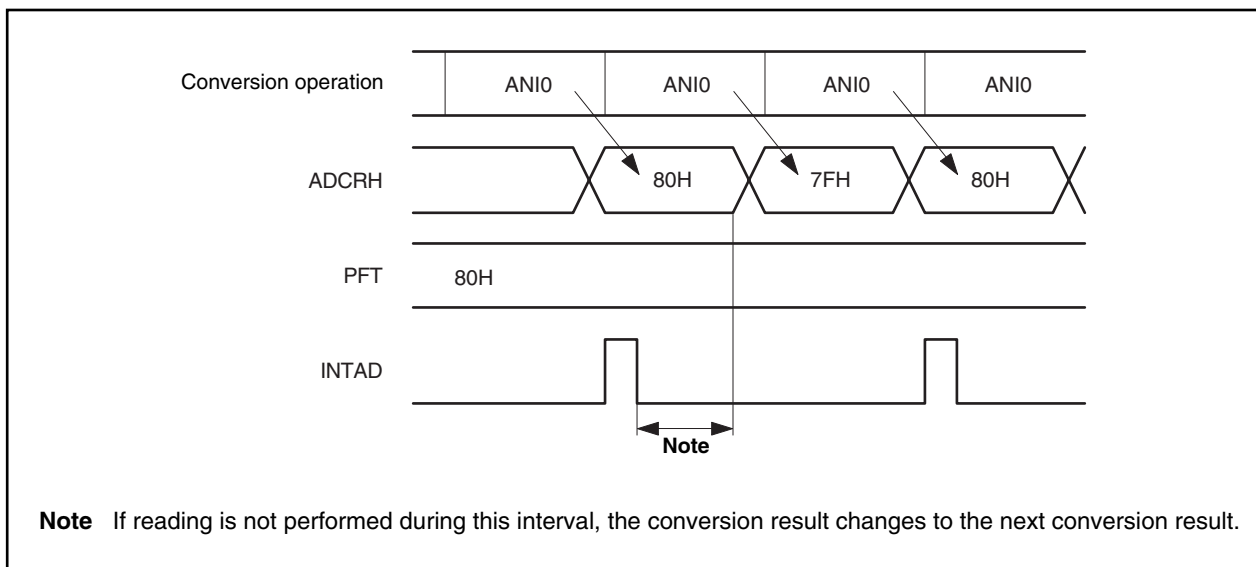 Conversion operation ANI0 ANI0 ANI0 ANI0
ADCRH 80H 7FH 80H
PFT 80H
INTAD
Note
Note If reading is not performed during this interval, the conversion result changes to the next conversion result.